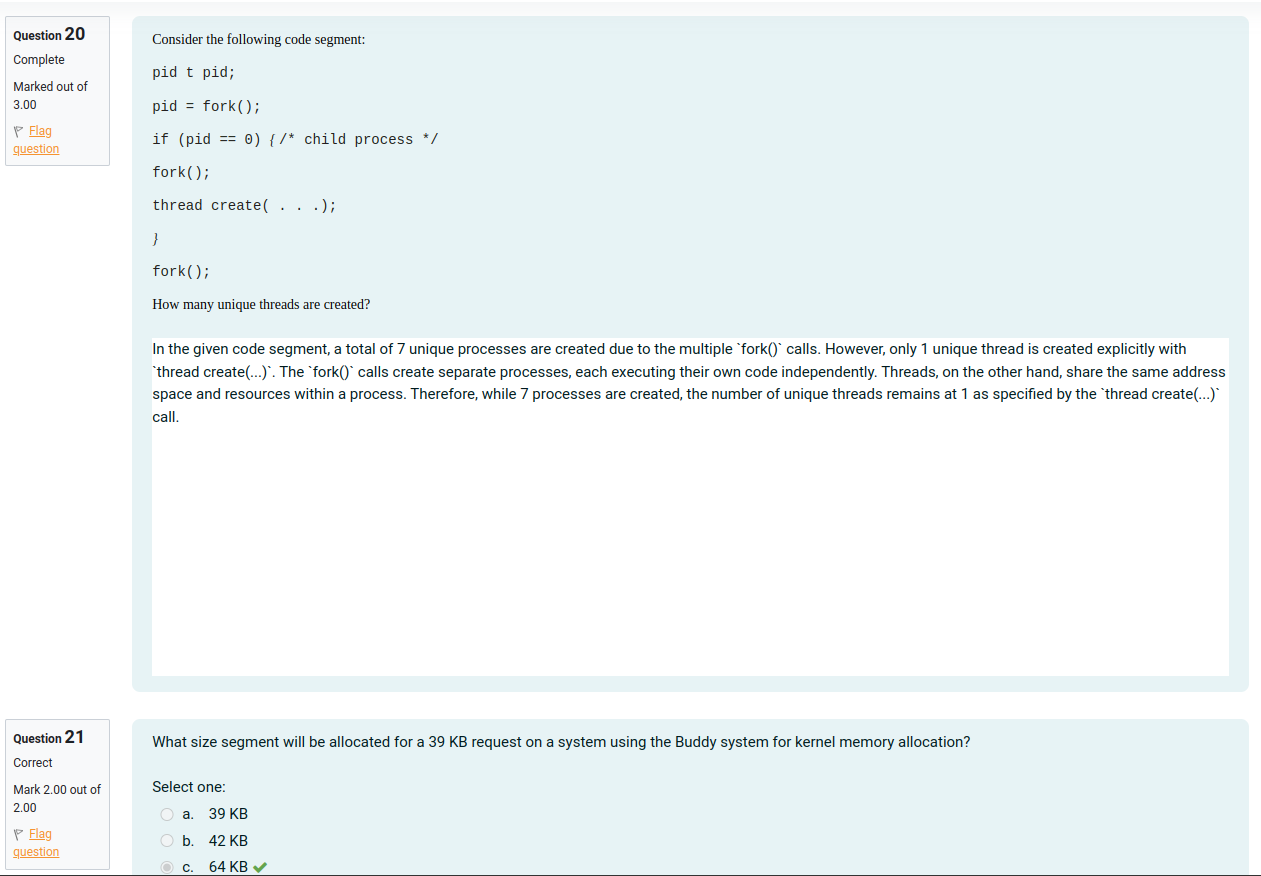 Question 20
Complete
Marked out of
3.00
Flag
question
Consider the following code segment:
pid t pid;
pid = fork();
if (pid == 0) { /* child process */
fork();
thread create( . . .);
}
fork();
How many unique threads are created?
In the given code segment, a total of 7 unique processes are created due to the multiple `fork()` calls. However, only 1 unique thread is created explicitly with
`thread create(...)`. The `fork()` calls create separate processes, each executing their own code independently. Threads, on the other hand, share the same address
space and resources within a process. Therefore, while 7 processes are created, the number of unique threads remains at 1 as specified by the `thread create(...)`
call.
Question 21
Correct
Mark 2.00 out of
2.00
Flag
question
What size segment will be allocated for a 39 KB request on a system using the Buddy system for kernel memory allocation?
Select one:
a. 39 KB
b. 42 KB
c. 64 KB